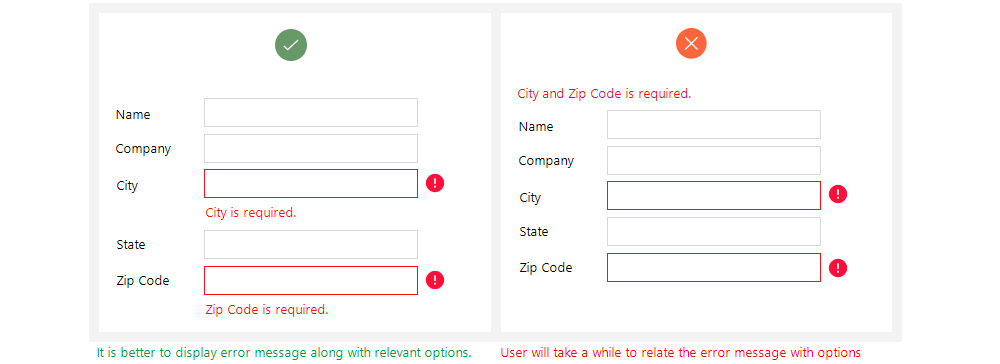 Name
Company
City
City is required.
State
Zip Code
Zip Code is required.
It is better to display error message along with relevant options.
City and Zip Code is required.
Name
Company
City
State
Zip Code
User will take a while to relate the error message with options